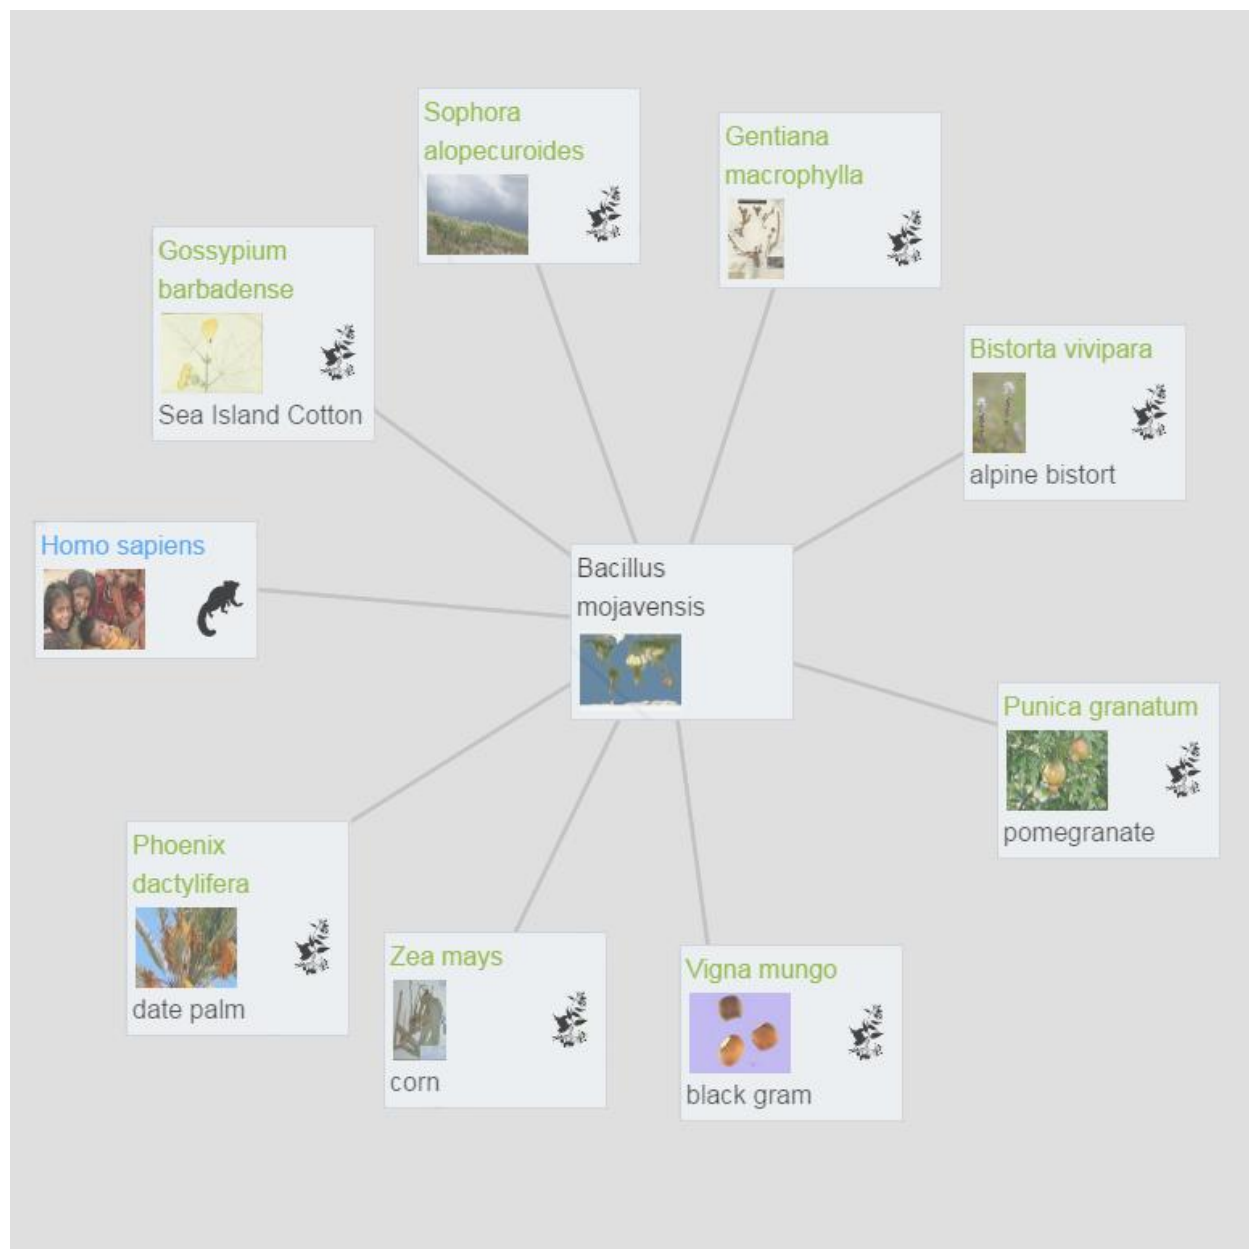 Sophora
alopecuroides
Gentiana
macrophylla
Gossypium
barbadense
Sea Island Cotton
Bistorta vivipara
alpine bistort
Homo sapiens
Bacillus
mojavensis
Punica granatum
pomegranate
Phoenix
dactylifera
date palm
Zea mays
corn
Vigna mungo
black gram